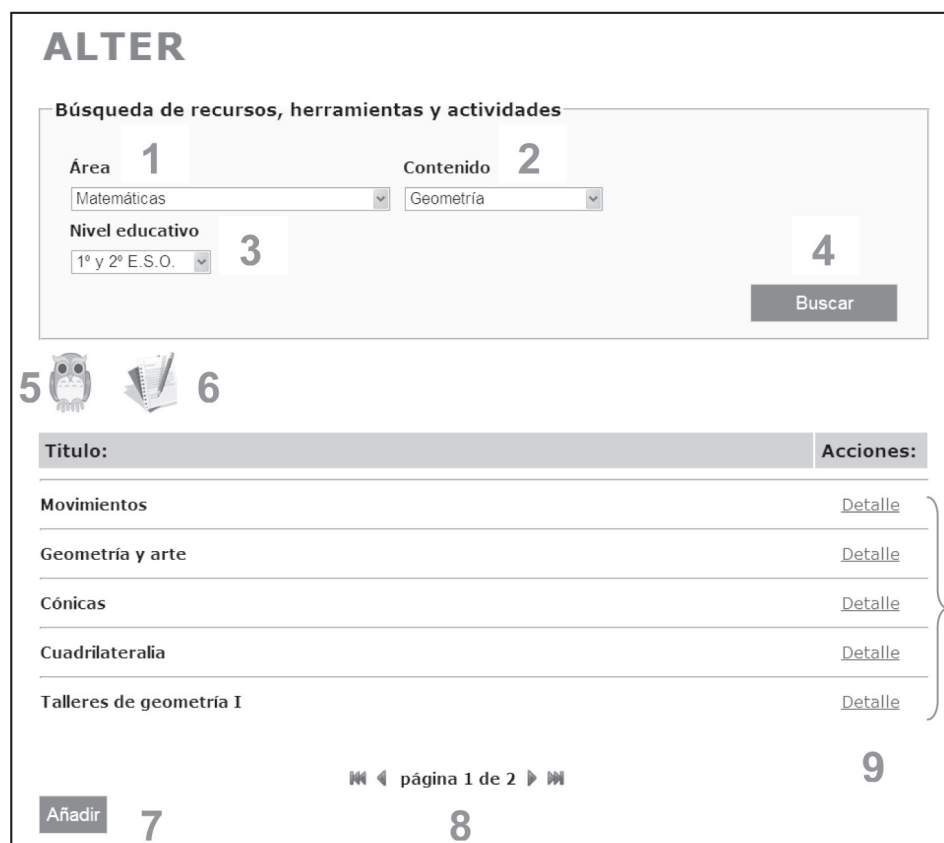 ALTER
Búsqueda de recursos, herramientas y actividades
Área 1 Contenido 2
Matemáticas Geometría
Nivel educativo 3 4
1º y 2º E.S.O.
Buscar
5 6
Titulo: Acciones:
Movimientos Detalle
Geometría y arte Detalle
Cónicas Detalle
Cuadrilateralia Detalle
Talleres de geometría I Detalle
9
página 1 de 2
Añadir 7 8